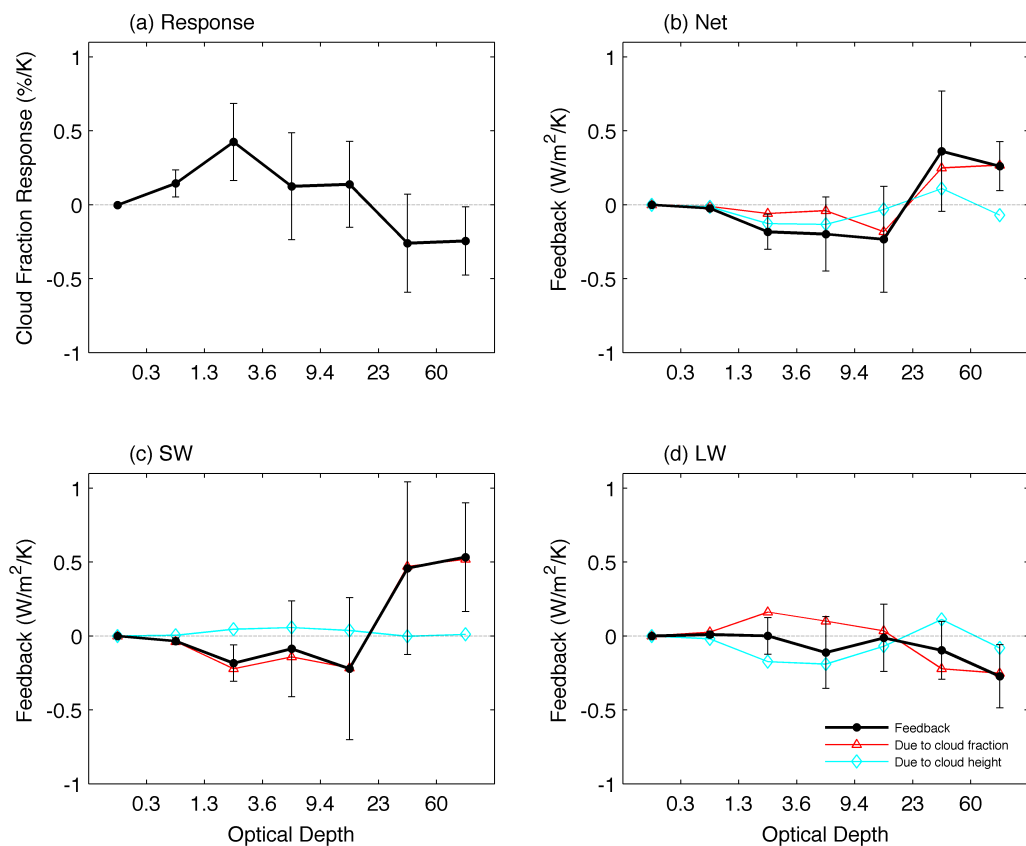 (a) Response
Cloud Fraction Response (%/K)
1
0.5
0
-0.5
-1
0.3 1.3 3.6 9.4 23 60
(b) Net
Feedback (W/m²/K)
1
0.5
0
-0.5
-1
0.3 1.3 3.6 9.4 23 60
(c) SW
Feedback (W/m²/K)
1
0.5
0
-0.5
-1
0.3 1.3 3.6 9.4 23 60
Optical Depth
(d) LW
Feedback (W/m²/K)
1
0.5
0
-0.5
-1
Feedback
Due to cloud fraction
Due to cloud height
0.3 1.3 3.6 9.4 23 60
Optical Depth